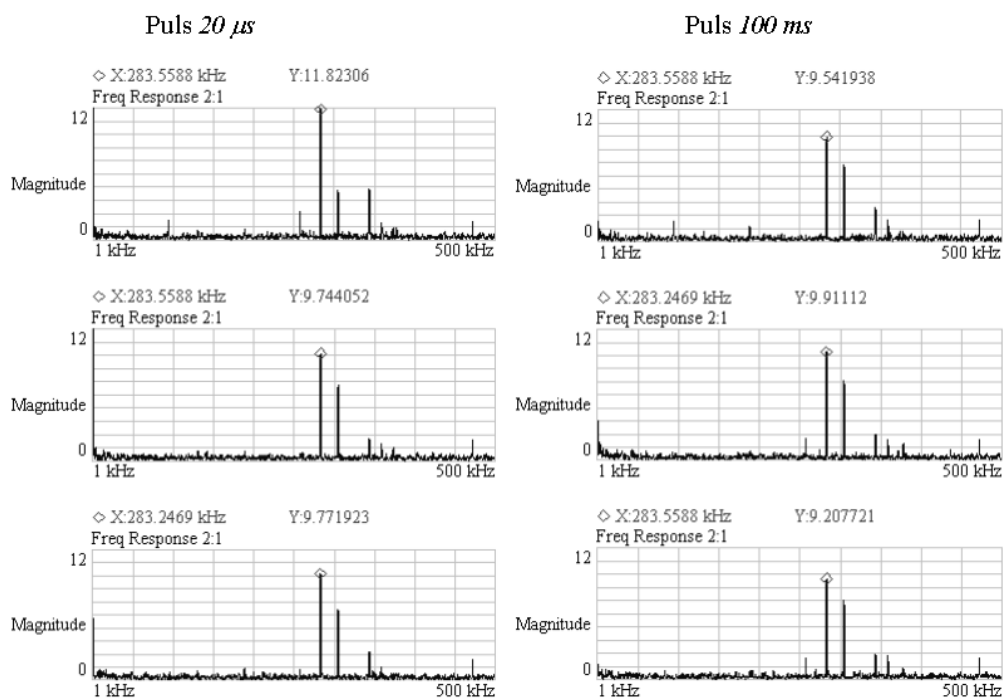 Puls 20 μs
◇ X:283.5588 kHz Y:11.82306
Freq Response 2:1
12
Magnitude
0
1 kHz 500 kHz
◇ X:283.5588 kHz Y:9.744052
Freq Response 2:1
12
Magnitude
0
1 kHz 500 kHz
◇ X:283.2469 kHz Y:9.771923
Freq Response 2:1
12
Magnitude
0
1 kHz 500 kHz
Puls 100 ms
◇ X:283.5588 kHz Y:9.541938
Freq Response 2:1
12
Magnitude
0
1 kHz 500 kHz
◇ X:283.2469 kHz Y:9.91112
Freq Response 2:1
12
Magnitude
0
1 kHz 500 kHz
◇ X:283.5588 kHz Y:9.207721
Freq Response 2:1
12
Magnitude
0
1 kHz 500 kHz